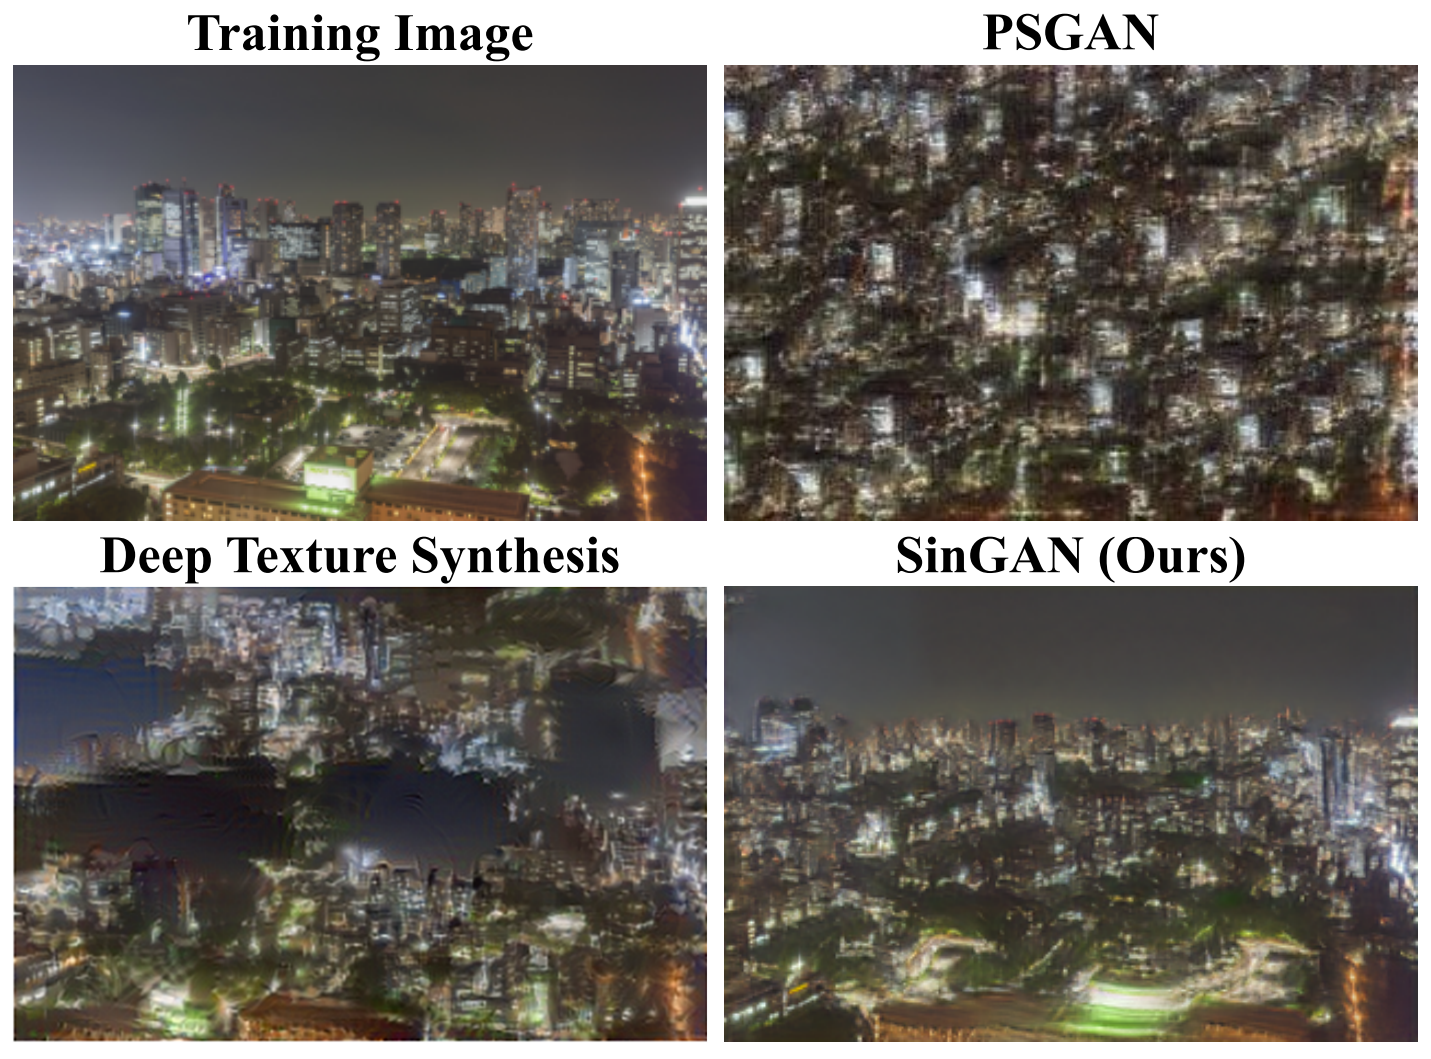 Training Image
PSGAN
Deep Texture Synthesis
SinGAN (Ours)